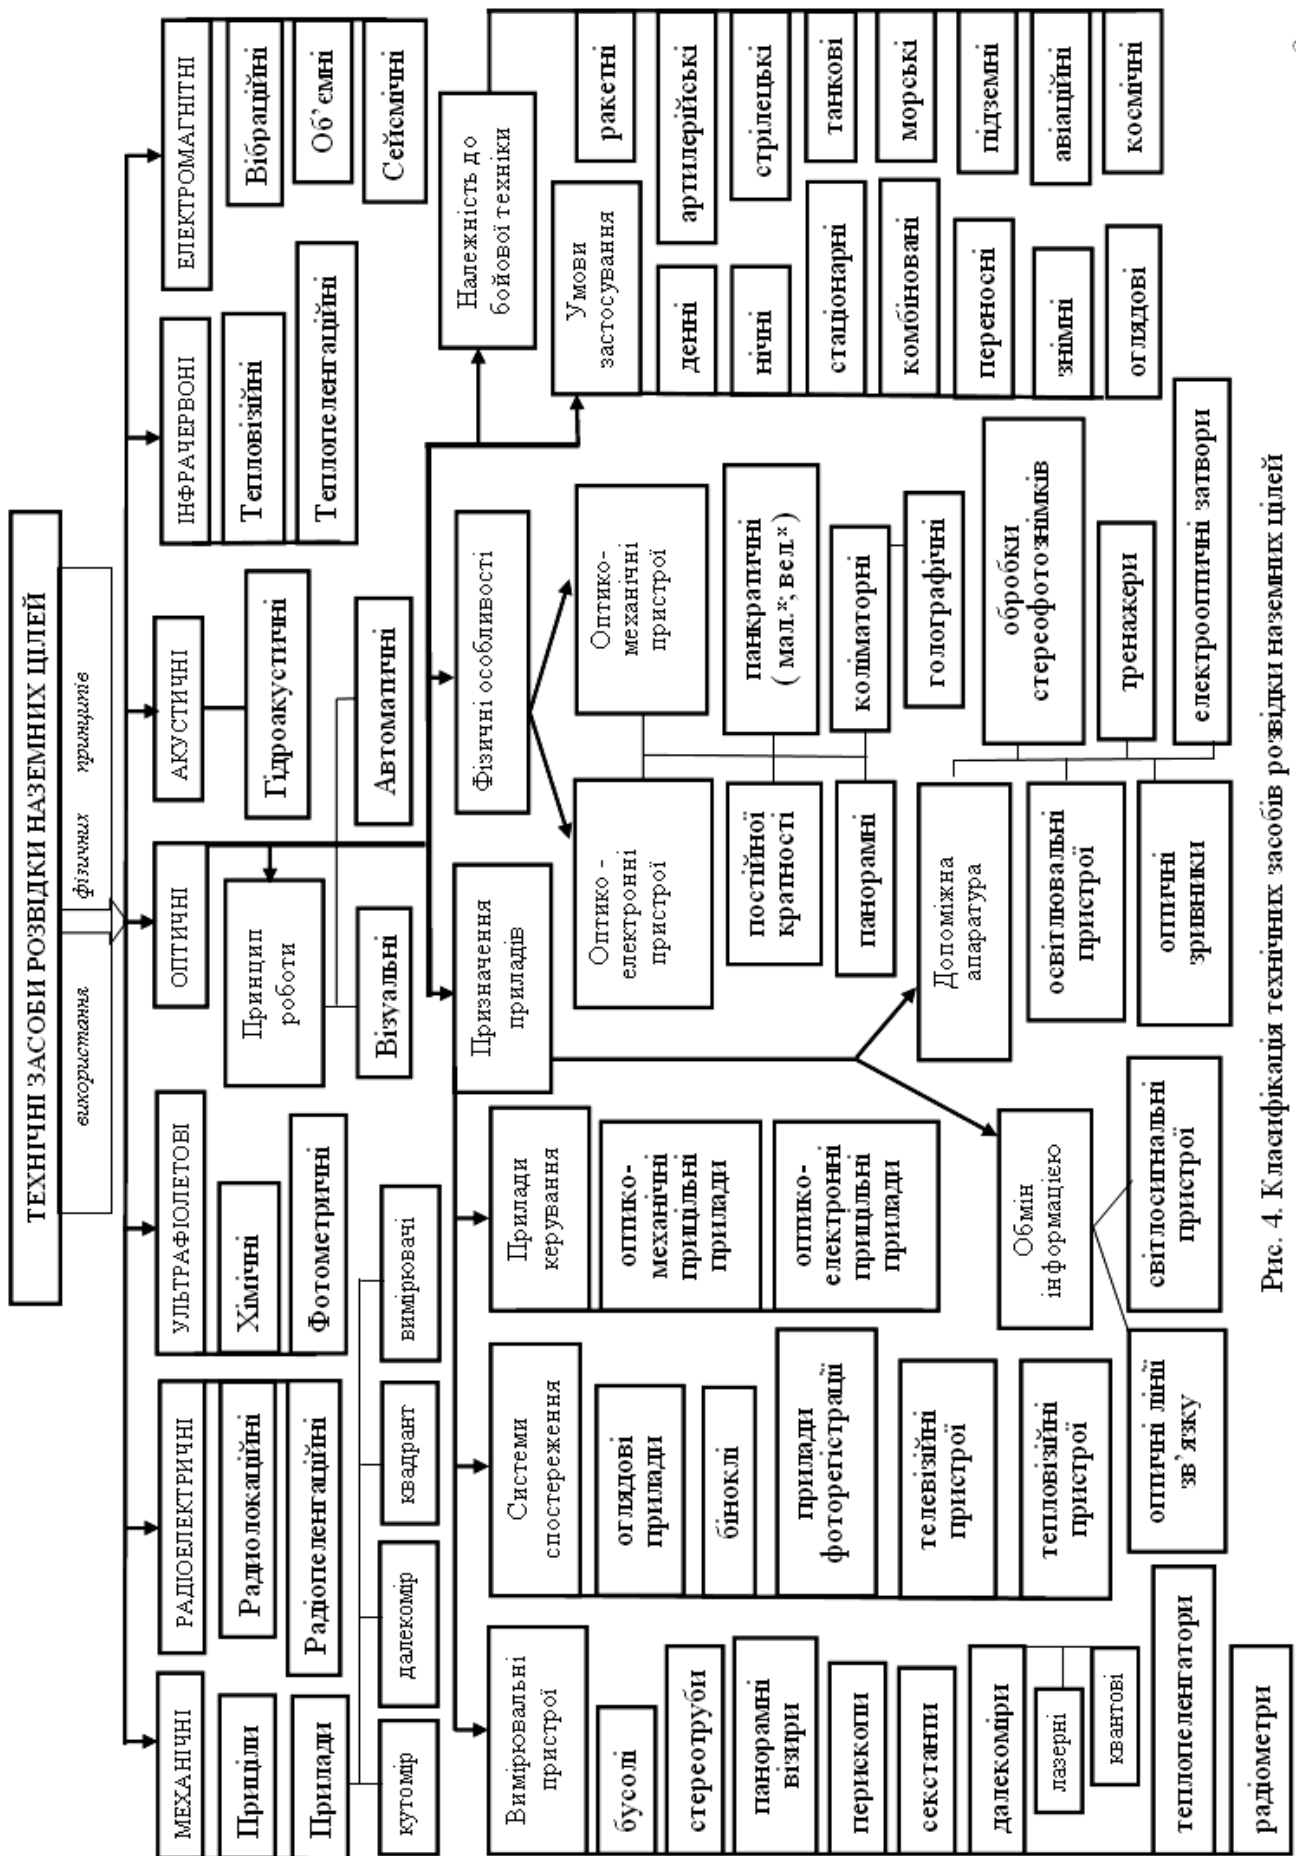 ТЕХНІЧНІ ЗАСОБИ РОЗВІДКИ НАЗЕМНИХ ЦІЛЕЙ
використання фізичних принципів
МЕХАНІЧНІ
РАДІОЕЛЕКТРИЧНІ
УЛЬТРАФІОЛЕТОВІ
ОПТИЧНІ
АКУСТИЧНІ
ІНФРАЧЕРВОНІ
ЕЛЕКТРОМАГНІТНІ
Приціли
Прилади
кутомір
далекомір
квадрант
вимірювачі
Радиолокаційні
Радіопеленгаційні
Хімічні
Фотометричні
Принцип
роботи
Візуальні
Автоматичні
Гідроакустичні
Тепловізійні
Теплопеленгаційні
Вібраційні
Об’ємні
Сейсмічні
Призначення
приладів
Фізичні особливості
Належність до
бойової техніки
Умови
застосування
Вимірювальні
пристрої
бусолі
стереотруби
панорамні
візири
перископи
секстанти
далекоміри
лазерні
квантові
теплопеленгатори
радіометри
Системи
спостереження
оглядові
прилади
біноклі
прилади
фоторегістрації
телевізійні
пристрої
тепловізійні
пристрої
Прилади
керування
оптико-
механічні
прицільні
прилади
оптико-
електронні
прицільні
прилади
Обмін
інформацією
оптичні лінії
зв’язку
світлосигнальні
пристрої
Допоміжна
апаратура
освітлювальні
пристрої
оптичні
зривники
обробки
стереофотознімків
тренажери
електрооптичні затвори
Оптико -
електронні
пристрої
Оптико-
механічні
пристрої
постійної
кратності
панкратичні
( мал.ˣ; вел.ˣ)
панорамні
коліматорні
голографічні
денні
нічні
стаціонарні
комбіновані
переносні
знімні
оглядові
ракетні
артилерійські
стрілецькі
танкові
морські
підземні
авіаційні
космічні
Рис. 4. Класифікація технічних засобів розвідки наземних цілей